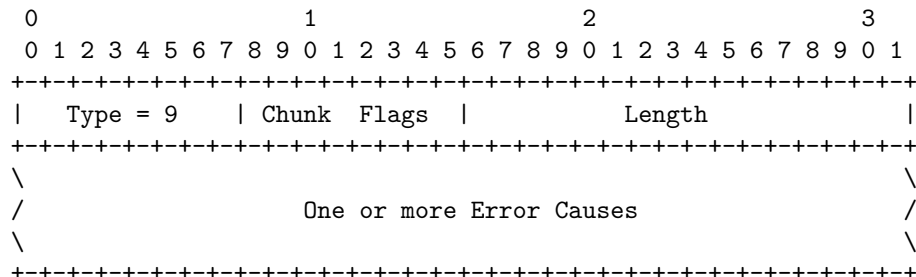 0                   1                   2                   3
0 1 2 3 4 5 6 7 8 9 0 1 2 3 4 5 6 7 8 9 0 1 2 3 4 5 6 7 8 9 0 1
+-+-+-+-+-+-+-+-+-+-+-+-+-+-+-+-+-+-+-+-+-+-+-+-+-+-+-+-+-+-+-+-+
|   Type = 9    | Chunk  Flags  |           Length              |
+-+-+-+-+-+-+-+-+-+-+-+-+-+-+-+-+-+-+-+-+-+-+-+-+-+-+-+-+-+-+-+-+
\                                                               \
/                    One or more Error Causes                   /
\                                                               \
+-+-+-+-+-+-+-+-+-+-+-+-+-+-+-+-+-+-+-+-+-+-+-+-+-+-+-+-+-+-+-+-+